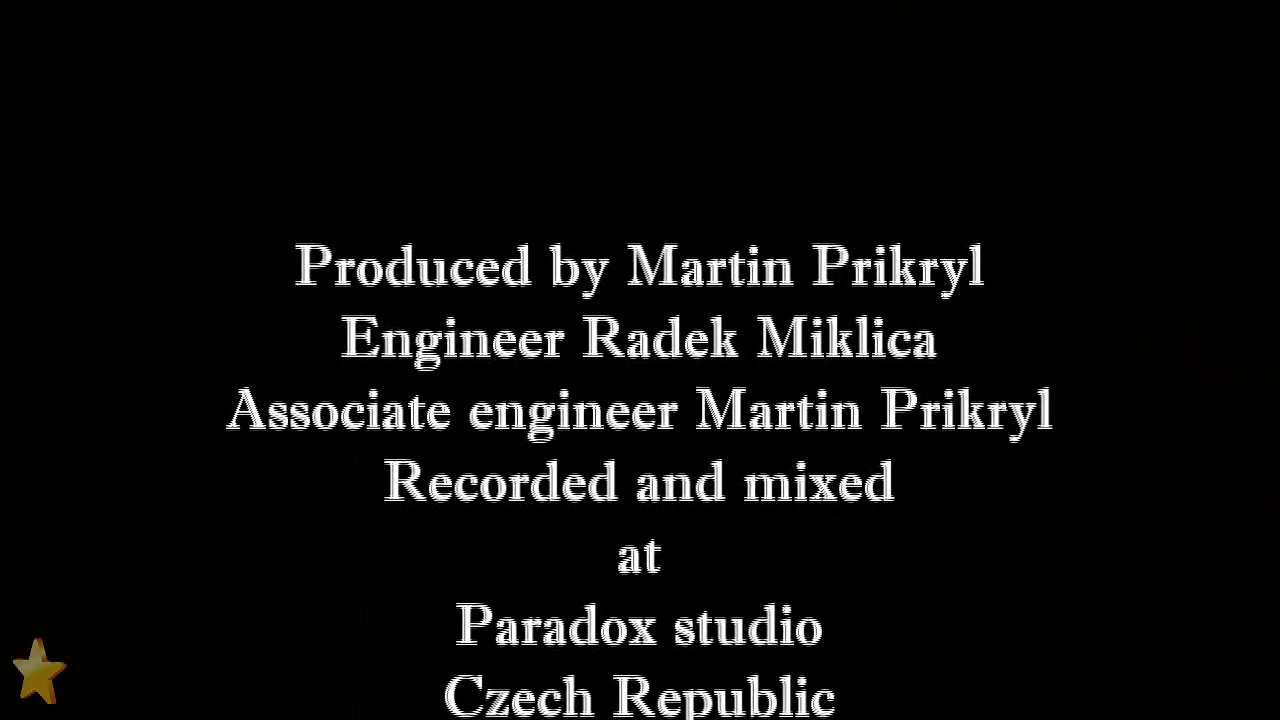 Produced by Martin Prikryl
Engineer Radek Miklica
Associate engineer Martin Prikryl
Recorded and mixed
at
Paradox studio
Czech Republic